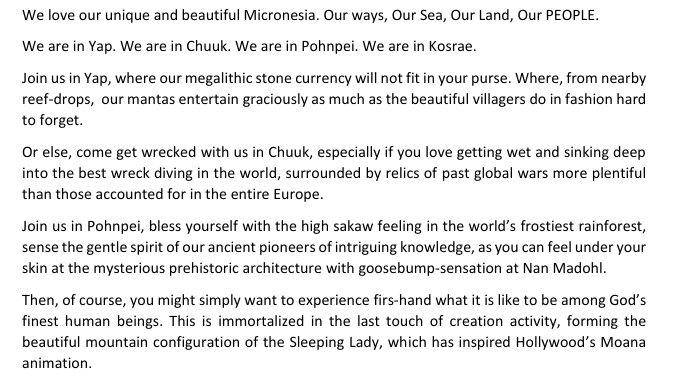 We love our unique and beautiful Micronesia. Our ways, Our Sea, Our Land, Our PEOPLE.
We are in Yap. We are in Chuuk. We are in Pohnpei. We are in Kosrae.
Join us in Yap, where our megalithic stone currency will not fit in your purse. Where, from nearby
reef-drops,  our mantas entertain graciously as much as the beautiful villagers do in fashion hard
to forget.
Or else, come get wrecked with us in Chuuk, especially if you love getting wet and sinking deep
into the best wreck diving in the world, surrounded by relics of past global wars more plentiful
than those accounted for in the entire Europe.
Join us in Pohnpei, bless yourself with the high sakaw feeling in the world’s frostiest rainforest,
sense the gentle spirit of our ancient pioneers of intriguing knowledge, as you can feel under your
skin at the mysterious prehistoric architecture with goosebump-sensation at Nan Madohl.
Then, of course, you might simply want to experience firs-hand what it is like to be among God’s
finest human beings. This is immortalized in the last touch of creation activity, forming the
beautiful mountain configuration of the Sleeping Lady, which has inspired Hollywood’s Moana
animation.